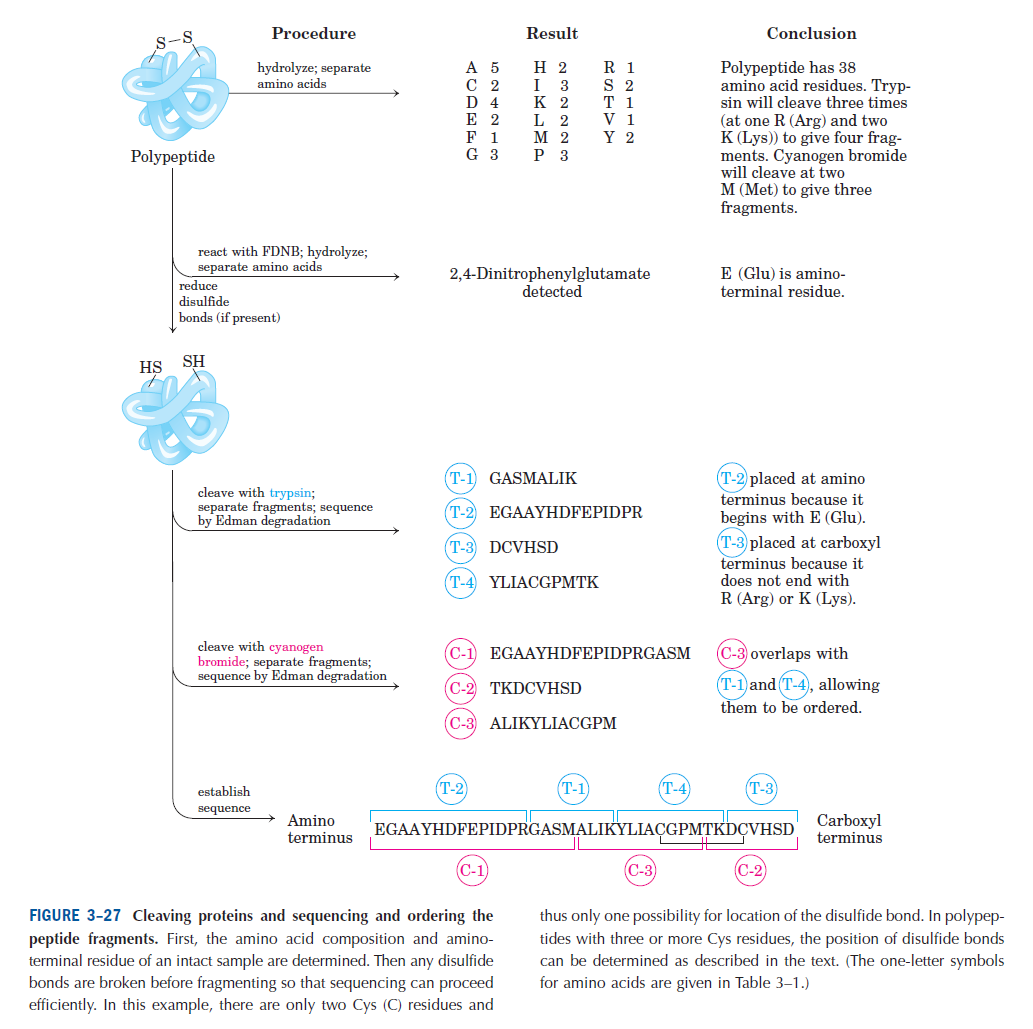 Procedure Result Conclusion
S–S
hydrolyze; separate
amino acids
A 5 H 2 R 1
C 2 I 3 S 2
D 4 K 2 T 1
E 2 L 2 V 1
F 1 M 2 Y 2
G 3 P 3
Polypeptide has 38
amino acid residues. Tryp-
sin will cleave three times
(at one R (Arg) and two
K (Lys)) to give four frag-
ments. Cyanogen bromide
will cleave at two
M (Met) to give three
fragments.
Polypeptide
react with FDNB; hydrolyze;
separate amino acids
2,4-Dinitrophenylglutamate
detected
E (Glu) is amino-
terminal residue.
reduce
disulfide
bonds (if present)
HS SH
cleave with trypsin;
separate fragments; sequence
by Edman degradation
T-1 GASMALIK
T-2 EGAAYHDFEPIDPR
T-3 DCVHSD
T-4 YLIACGPMTK
T-2 placed at amino
terminus because it
begins with E (Glu).
T-3 placed at carboxyl
terminus because it
does not end with
R (Arg) or K (Lys).
cleave with cyanogen
bromide; separate fragments;
sequence by Edman degradation
C-1 EGAAYHDFEPIDPRGASM
C-2 TKDCVHSD
C-3 ALIKYLIACGPM
C-3 overlaps with
T-1 and T-4, allowing
them to be ordered.
establish
sequence
T-2 T-1 T-4 T-3
Amino
terminus
EGAAYHDFEPIDPRGASMALIKYLIACGPMTKDCVHSD
Carboxyl
terminus
C-1 C-3 C-2
FIGURE 3–27 Cleaving proteins and sequencing and ordering the
peptide fragments. First, the amino acid composition and amino-
terminal residue of an intact sample are determined. Then any disulfide
bonds are broken before fragmenting so that sequencing can proceed
efficiently. In this example, there are only two Cys (C) residues and
thus only one possibility for location of the disulfide bond. In polypep-
tides with three or more Cys residues, the position of disulfide bonds
can be determined as described in the text. (The one-letter symbols
for amino acids are given in Table 3–1.)